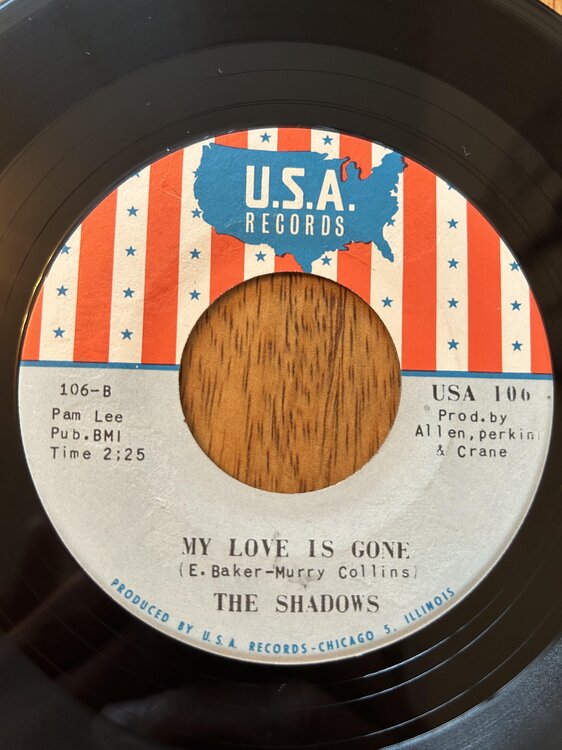 U.S.A.
RECORDS
106-B
Pam Lee
Pub.BMI
Time 2;25
USA 106
Prod.by
Allen,perkin
& Crane
MY LOVE IS GONE
(E.Baker-Murry Collins)
THE SHADOWS
PRODUCED BY U.S.A. RECORDS-CHICAGO 5, ILLINOIS